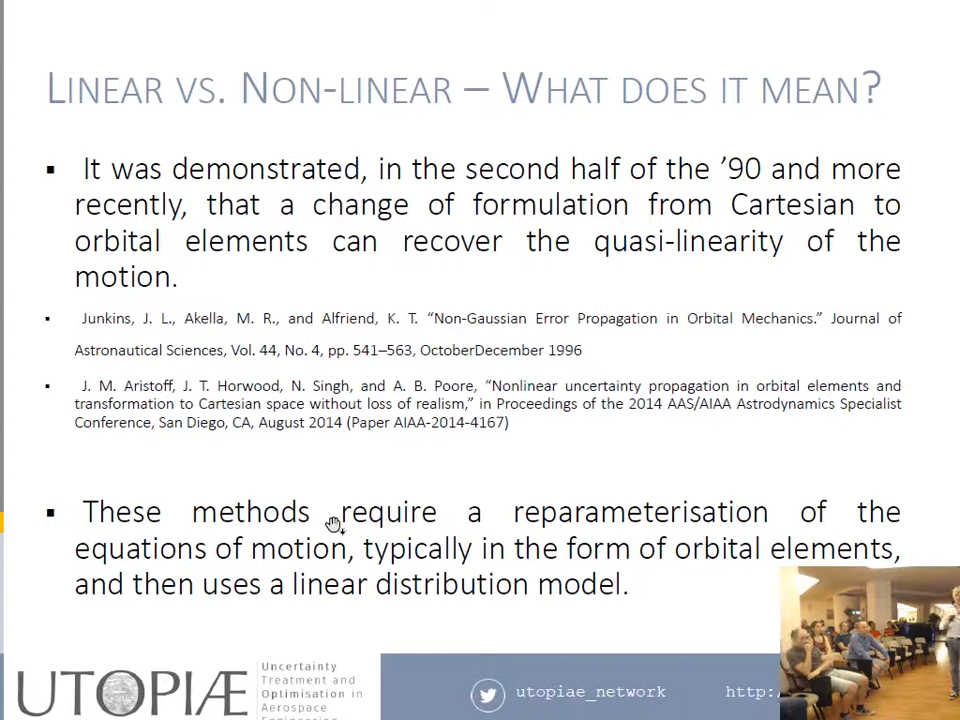 LINEAR VS. NON-LINEAR – WHAT DOES IT MEAN?
▪ It was demonstrated, in the second half of the ’90 and more
recently, that a change of formulation from Cartesian to
orbital elements can recover the quasi-linearity of the
motion.
▪ Junkins, J. L., Akella, M. R., and Alfriend, K. T. “Non-Gaussian Error Propagation in Orbital Mechanics.” Journal of
Astronautical Sciences, Vol. 44, No. 4, pp. 541–563, OctoberDecember 1996
▪ J. M. Aristoff, J. T. Horwood, N. Singh, and A. B. Poore, “Nonlinear uncertainty propagation in orbital elements and
transformation to Cartesian space without loss of realism,” in Proceedings of the 2014 AAS/AIAA Astrodynamics Specialist
Conference, San Diego, CA, August 2014 (Paper AIAA-2014-4167)
▪ These methods require a reparameterisation of the
equations of motion, typically in the form of orbital elements,
and then uses a linear distribution model.
UTOPIÆ
Uncertainty
Treatment and
Optimisation in
Aerospace
Engineering
utopiae_network
http: